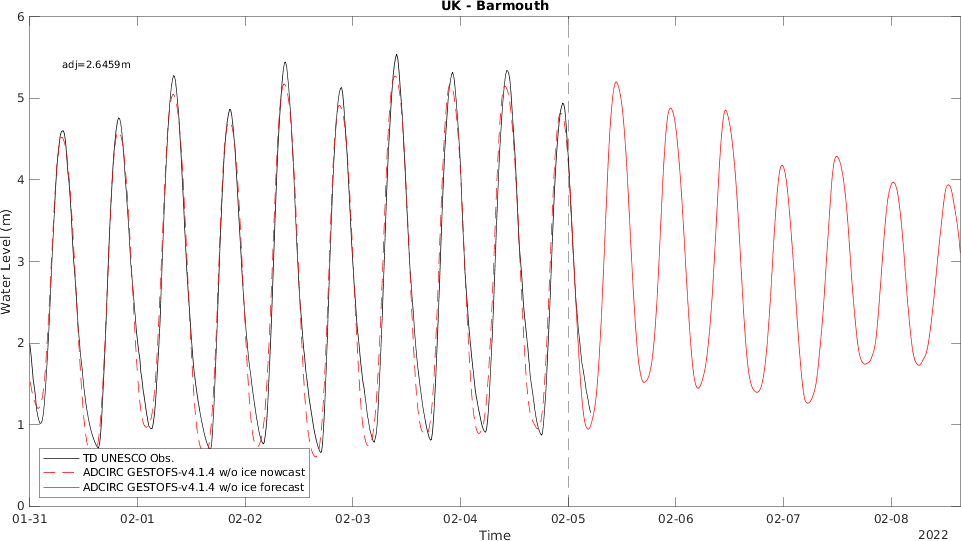 UK - Barmouth
6
adj=2.6459m
5
4
3
2
1
0
Water Level (m)
TD UNESCO Obs.
ADCIRC GESTOFS-v4.1.4 w/o ice nowcast
ADCIRC GESTOFS-v4.1.4 w/o ice forecast
01-31 02-01 02-02 02-03 02-04 02-05 02-06 02-07 02-08
Time
2022